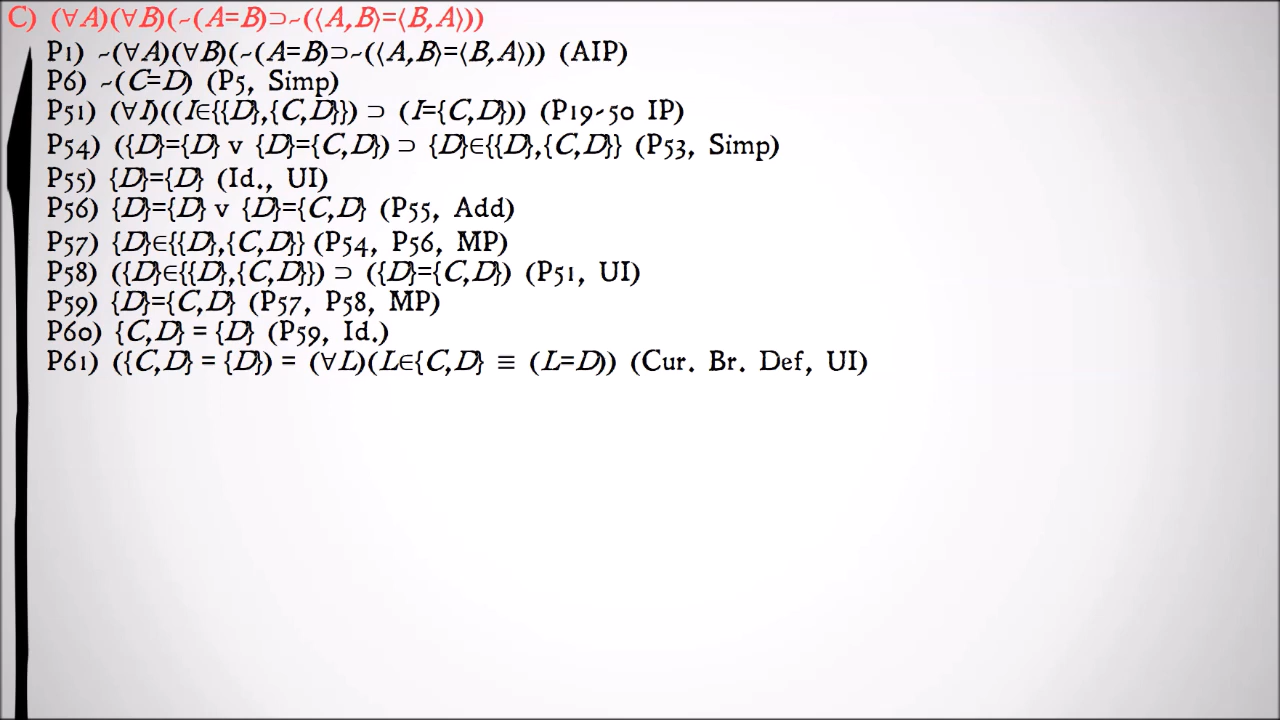 C) (∀A)(∀B)(~(A=B)⊃~(⟨A,B⟩=⟨B,A⟩))
P1) ~(∀A)(∀B)(~(A=B)⊃~(⟨A,B⟩=⟨B,A⟩)) (AIP)
P6) ~(C=D) (P5, Simp)
P51) (∀I)((I∈{{D},{C,D}}) ⊃ (I={C,D})) (P19-50 IP)
P54) ({D}={D} v {D}={C,D}) ⊃ {D}∈{{D},{C,D}} (P53, Simp)
P55) {D}={D} (Id., UI)
P56) {D}={D} v {D}={C,D} (P55, Add)
P57) {D}∈{{D},{C,D}} (P54, P56, MP)
P58) ({D}∈{{D},{C,D}}) ⊃ ({D}={C,D}) (P51, UI)
P59) {D}={C,D} (P57, P58, MP)
P60) {C,D} = {D} (P59, Id.)
P61) ({C,D} = {D}) = (∀L)(L∈{C,D} ≡ (L=D)) (Cur. Br. Def, UI)